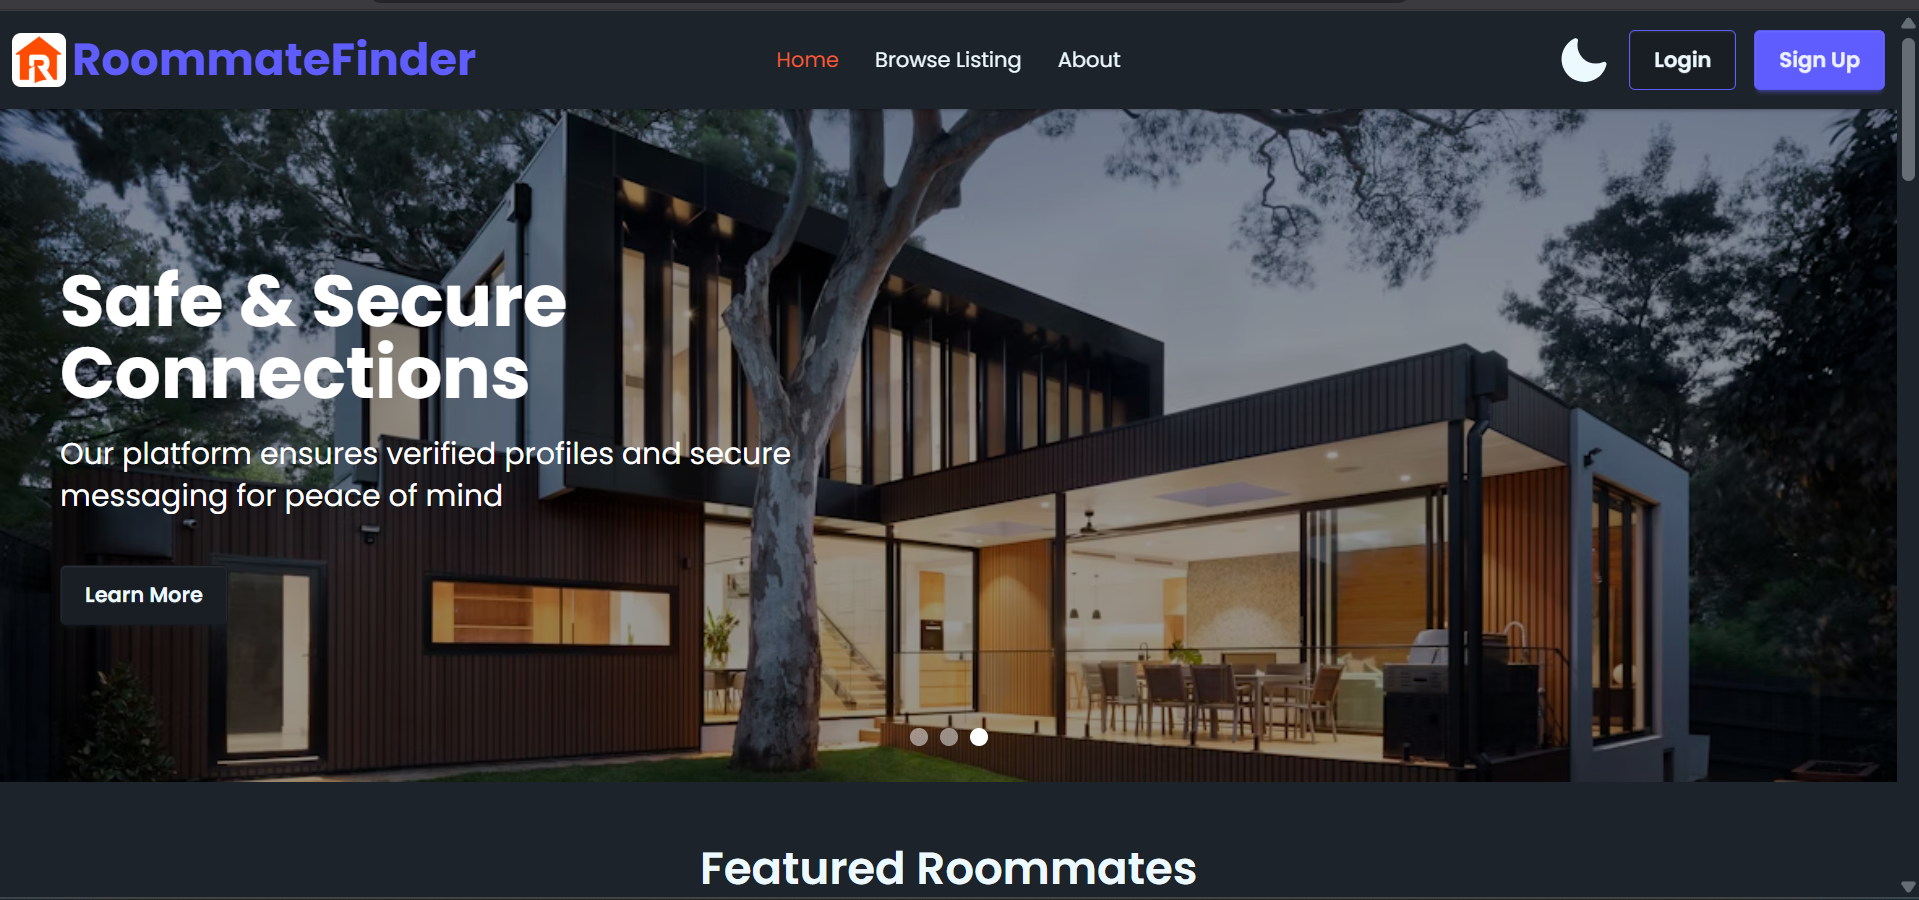 RoommateFinder
Home
Browse Listing
About
Login
Sign Up
Safe & Secure
Connections
Our platform ensures verified profiles and secure
messaging for peace of mind
Learn More
Featured Roommates